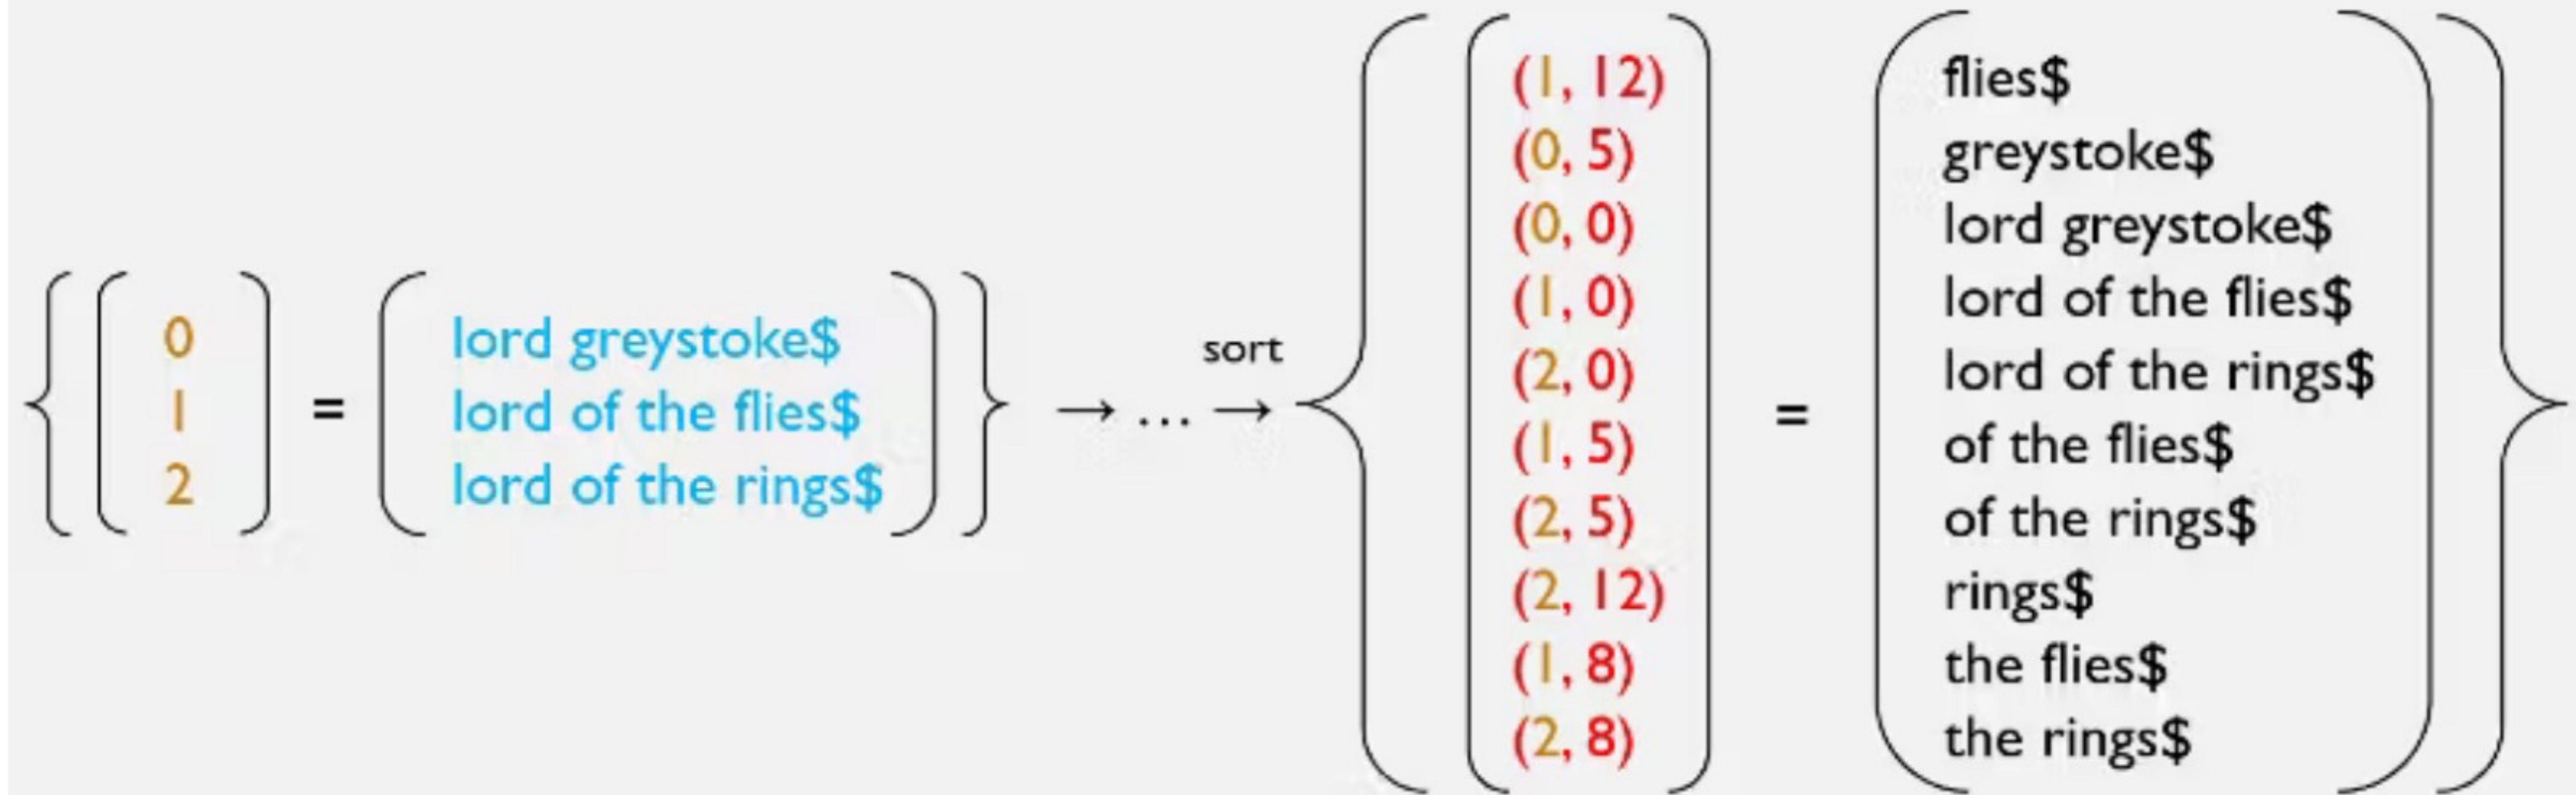 0
1
2
=
lord greystoke$
lord of the flies$
lord of the rings$
→ ... →
sort
(1, 12)
(0, 5)
(0, 0)
(1, 0)
(2, 0)
(1, 5)
(2, 5)
(2, 12)
(1, 8)
(2, 8)
=
flies$
greystoke$
lord greystoke$
lord of the flies$
lord of the rings$
of the flies$
of the rings$
rings$
the flies$
the rings$